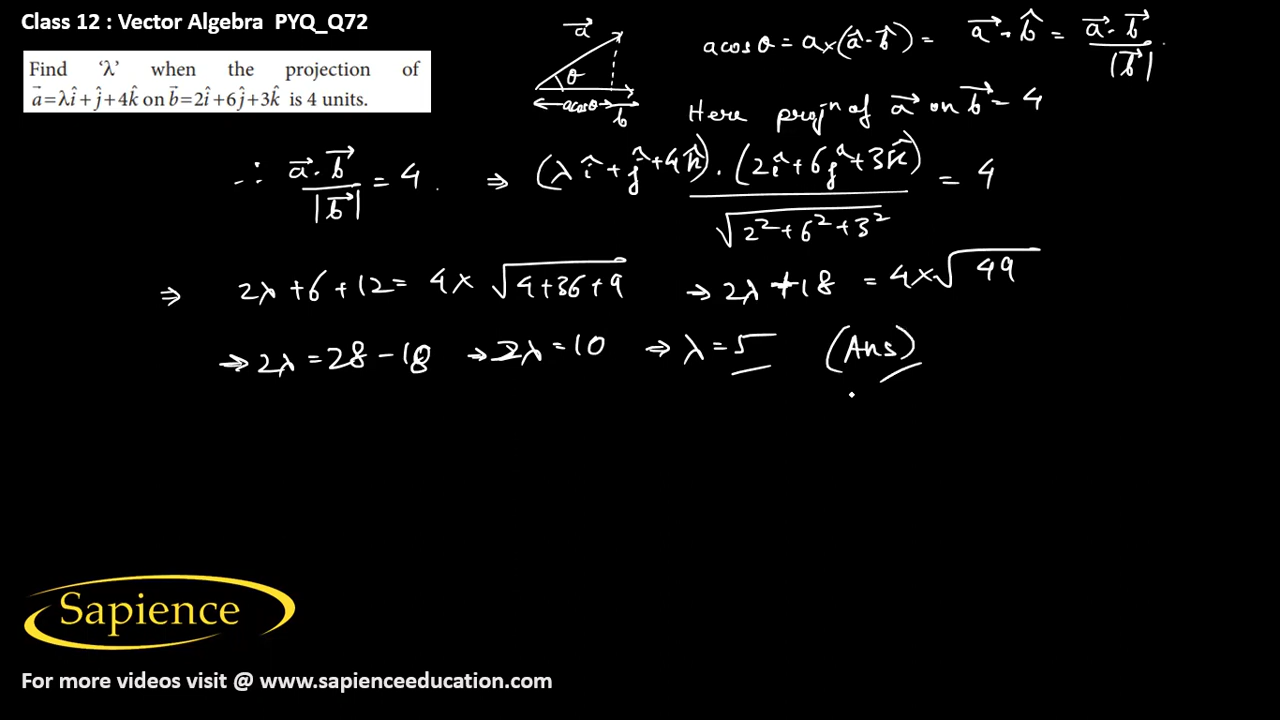 Class 12 : Vector Algebra PYQ_Q72
Find 'λ' when the projection of
a⃗=λî+ĵ+4k̂ on b⃗=2î+6ĵ+3k̂ is 4 units.
a⃗
θ
acosθ
b
acosθ = a×(â·b̂) = a⃗·b̂ = a⃗·b⃗/|b⃗|
Here projⁿ of a⃗ on b⃗ = 4
∴ a⃗·b⃗/|b⃗| = 4. ⇒ (λî+ĵ+4k̂).(2î+6ĵ+3k̂)/√(2²+6²+3²) = 4
⇒ 2λ+6+12= 4×√(4+36+9) → 2λ+18 = 4×√49
→ 2λ = 28-18 → 2λ = 10 → λ = 5 (Ans)
Sapience
For more videos visit @ www.sapienceeducation.com